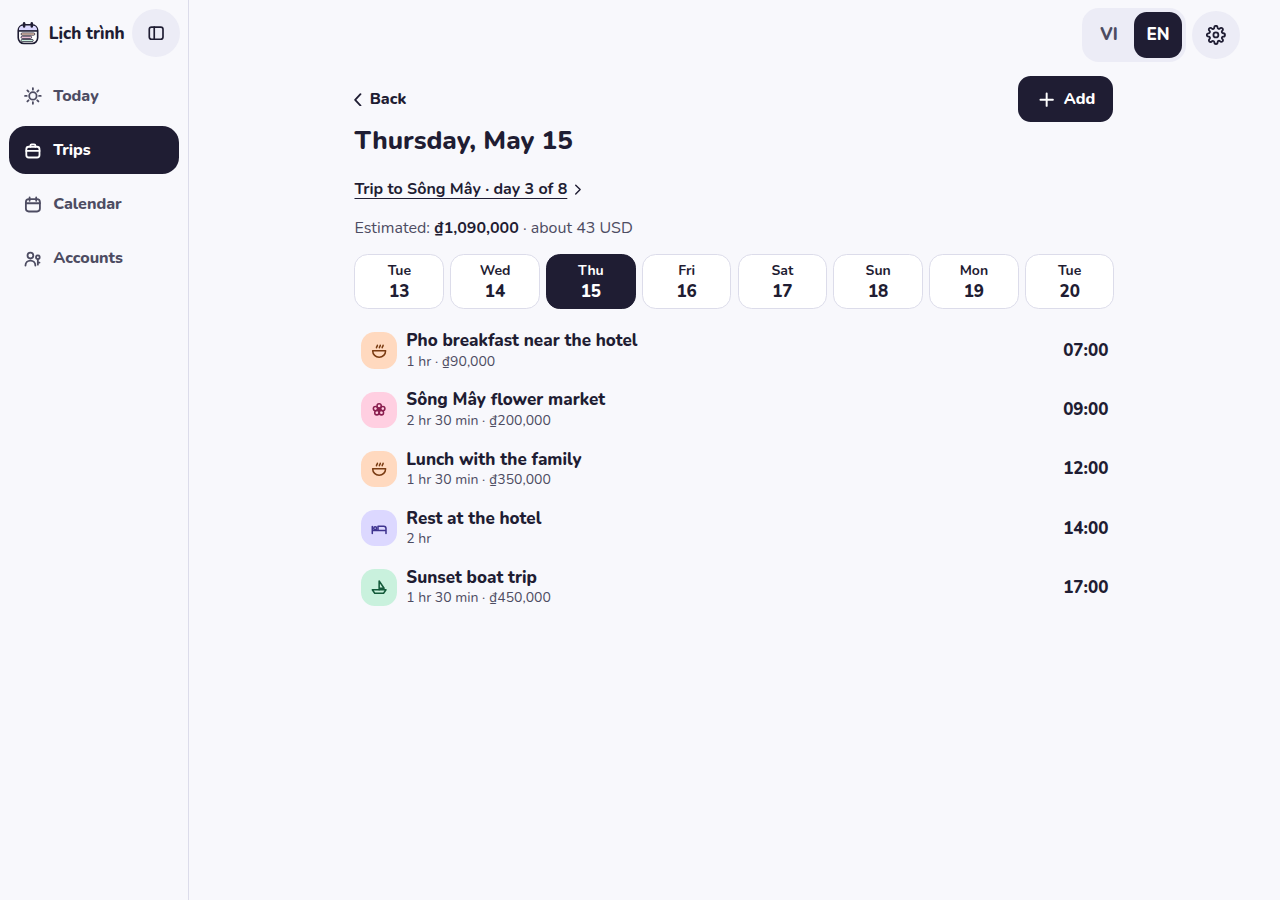 Lịch trình
VI
EN
Today
Trips
Calendar
Accounts
Back
Add
Thursday, May 15
Trip to Sông Mây · day 3 of 8
Estimated: ₫1,090,000 · about 43 USD
Tue
13
Wed
14
Thu
15
Fri
16
Sat
17
Sun
18
Mon
19
Tue
20
Pho breakfast near the hotel
1 hr · ₫90,000
07:00
Sông Mây flower market
2 hr 30 min · ₫200,000
09:00
Lunch with the family
1 hr 30 min · ₫350,000
12:00
Rest at the hotel
2 hr
14:00
Sunset boat trip
1 hr 30 min · ₫450,000
17:00